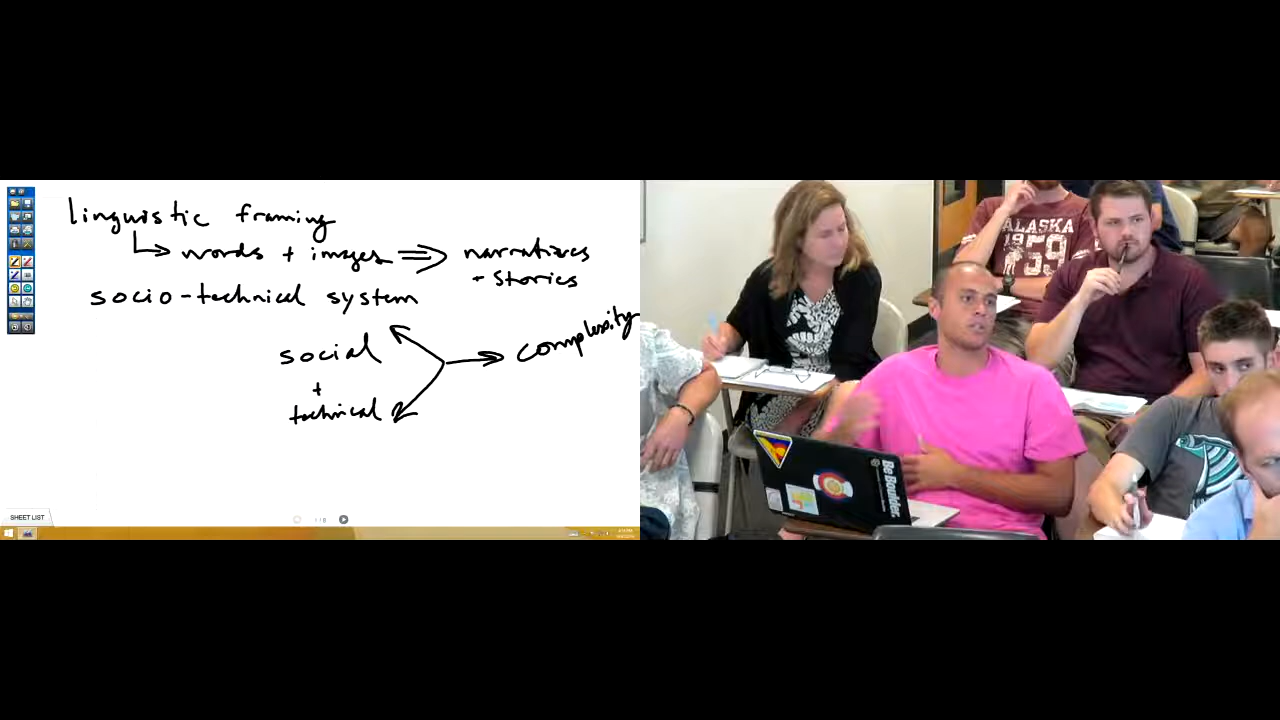 linguistic framing
words + images ⇒ narratives
+ stories
socio-technical system
social
complexity
+
technical
SHEET LIST
ALASKA
1959
Be Boulder.